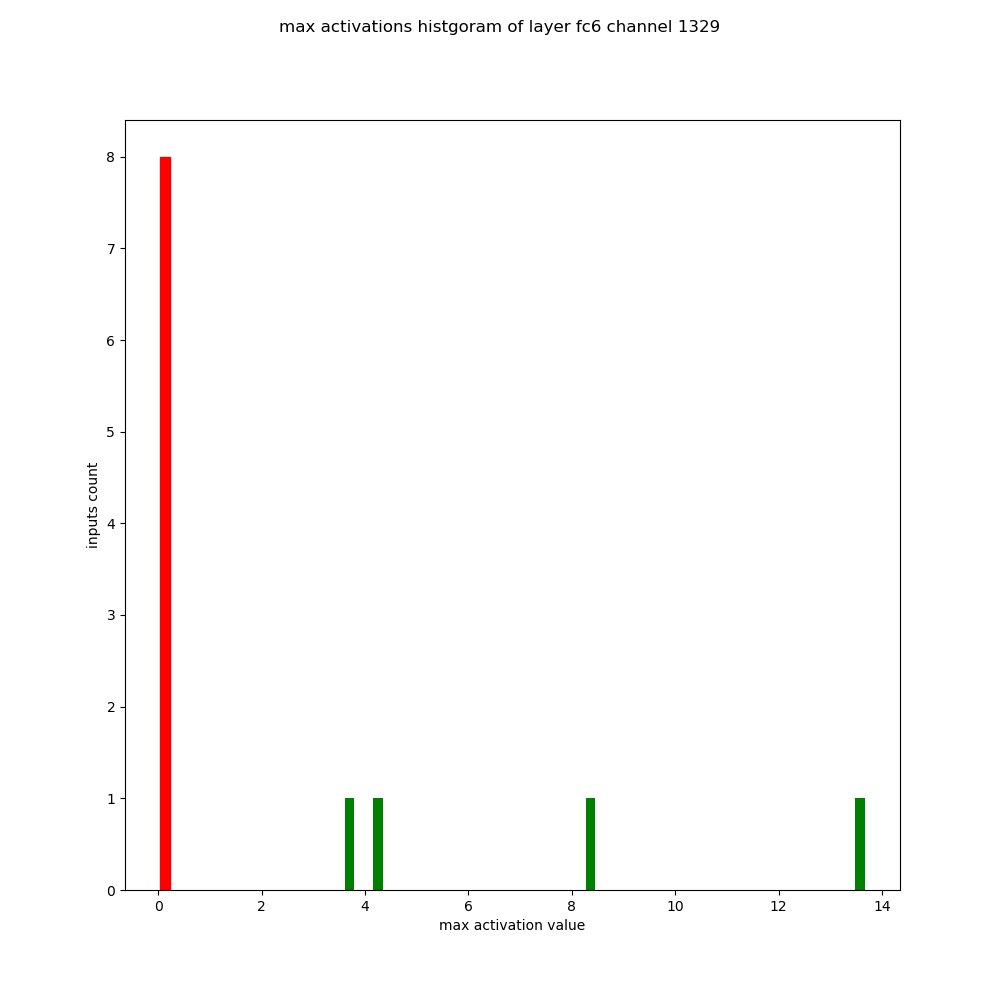 max activations histgoram of layer fc6 channel 1329
8
7
6
5
4
3
2
1
0
inputs count
0 2 4 6 8 10 12 14
max activation value